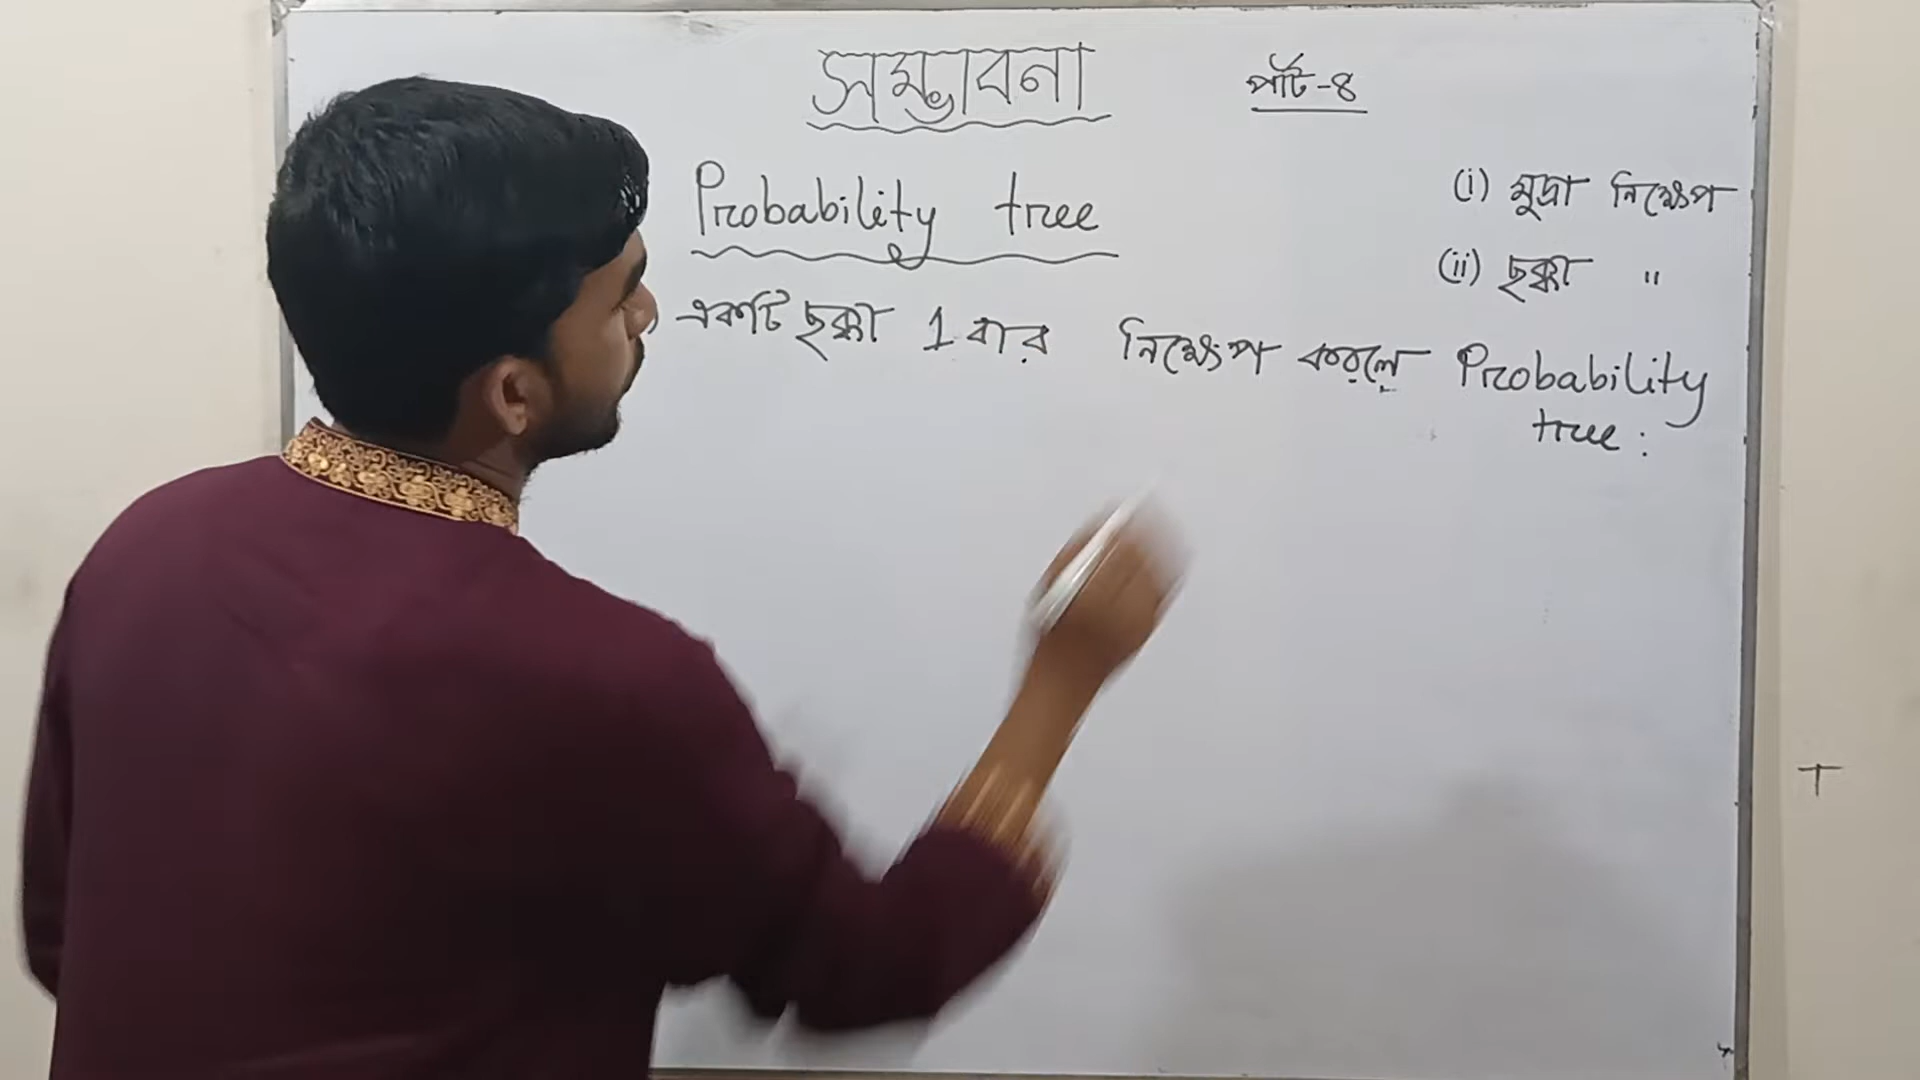 সম্ভাবনা
পার্ট-৪
Probability tree
(i) মুদ্রা নিক্ষেপ
(ii) ছক্কা "
) একটি ছক্কা 1 বার নিক্ষেপ করলে Probability
tree :
T